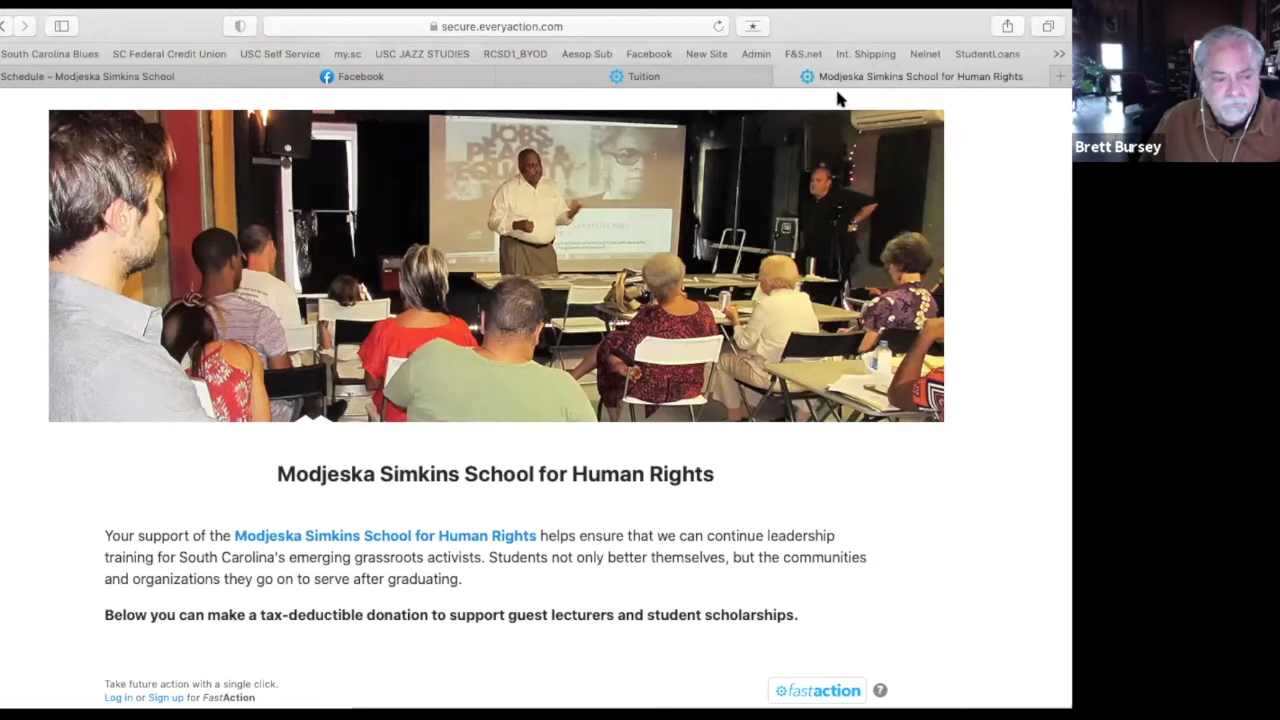 secure.everyaction.com
South Carolina Blues SC Federal Credit Union USC Self Service my.sc USC JAZZ STUDIES RCSD1_BYOD Aesop Sub Facebook New Site Admin F&S.net Int. Shipping Nelnet StudentLoans >>
Schedule – Modjeska Simkins School Facebook Tuition Modjeska Simkins School for Human Rights
Brett Bursey
JOBS,
PEACE &
EQUALITY
Modjeska Simkins School for Human Rights
Your support of the Modjeska Simkins School for Human Rights helps ensure that we can continue leadership
training for South Carolina's emerging grassroots activists. Students not only better themselves, but the communities
and organizations they go on to serve after graduating.
Below you can make a tax-deductible donation to support guest lecturers and student scholarships.
Take future action with a single click.
Log in or Sign up for FastAction
fastaction ?